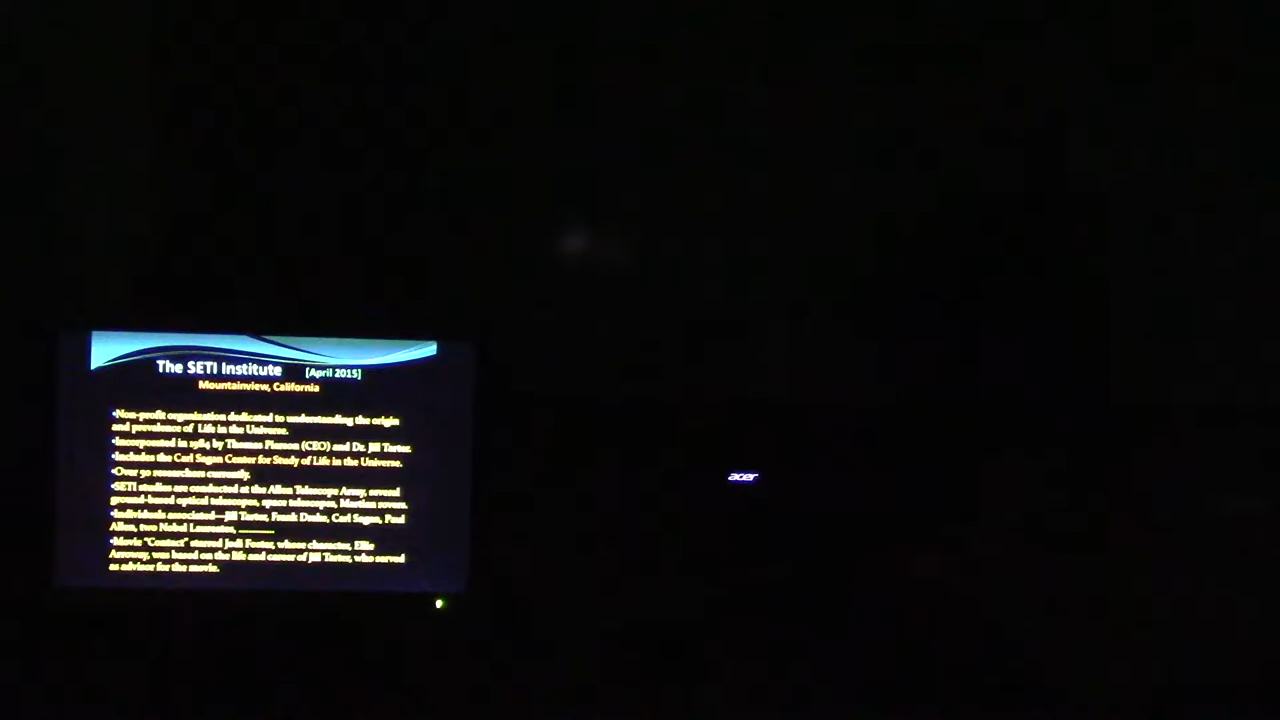 The SETI Institute [April 2015]
Mountainview, California
•Non-profit organization dedicated to understanding the origin
and prevalence of Life in the Universe.
•Incorporated in 1984 by Thomas Pierson (CEO) and Dr. Jill Tarter.
•Includes the Carl Sagan Center for Study of Life in the Universe.
•Over 50 researchers currently.
•SETI studies are conducted at the Allen Telescope Array, several
ground-based optical telescopes, space telescopes, Martian rovers.
•Individuals associated—Jill Tarter, Frank Drake, Carl Sagan, Paul
Allen, two Nobel Laureates, ______
•Movie "Contact" starred Jodi Foster, whose character, Ellie
Arroway, was based on the life and career of Jill Tarter, who served
as advisor for the movie.
acer